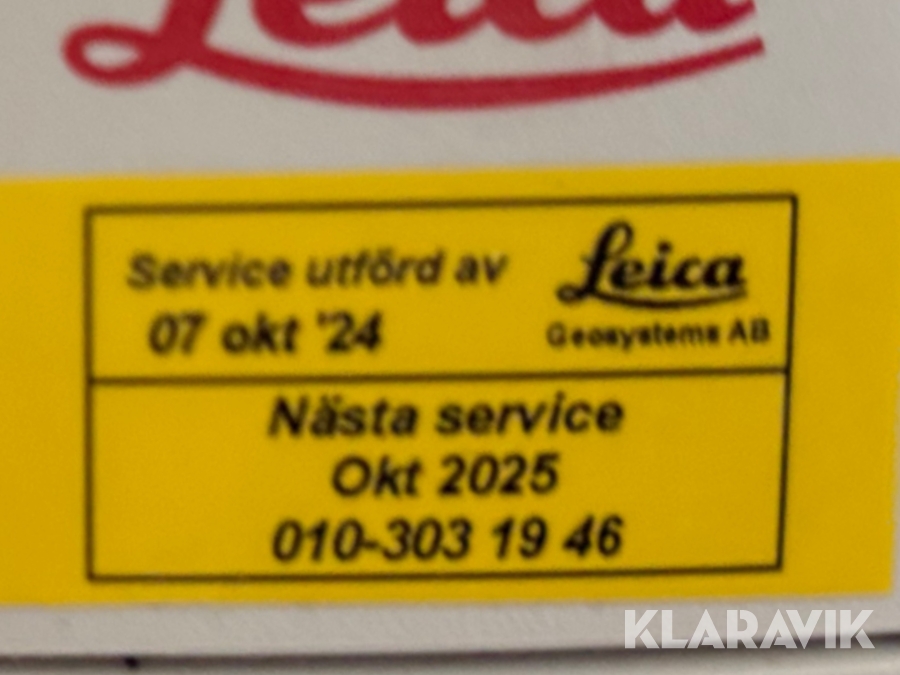 Leica
Service utförd av
07 okt '24
Leica
Geosystems AB
Nästa service
Okt 2025
010-303 19 46
KLARAVIK